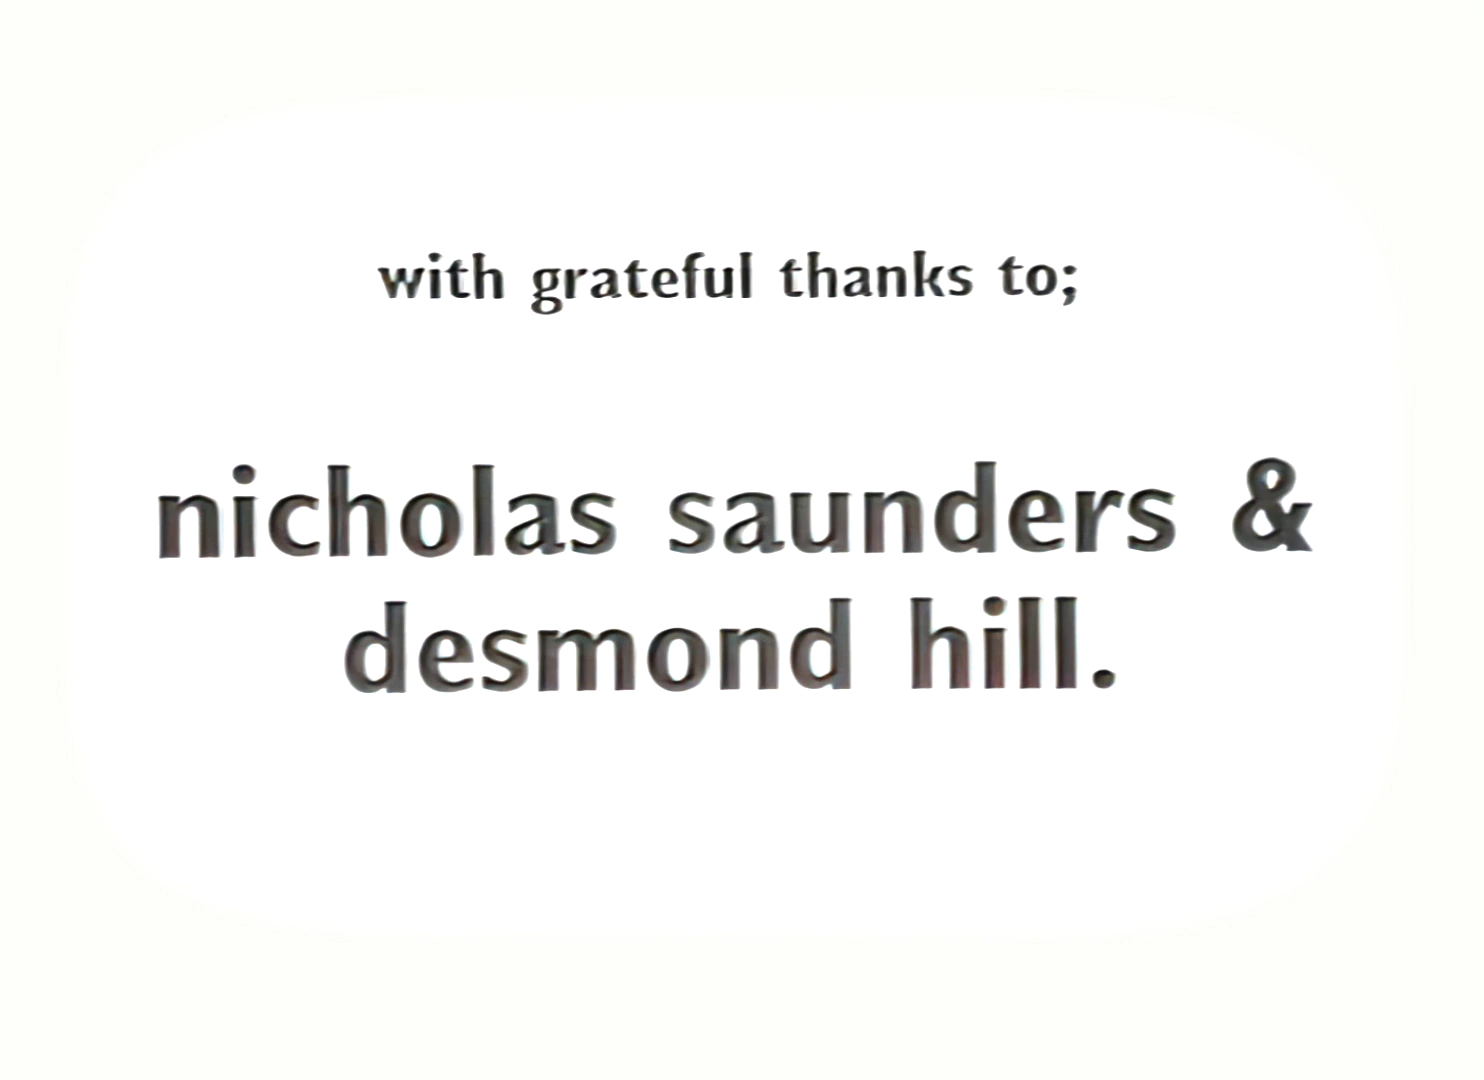 with grateful thanks to;
nicholas saunders &
desmond hill.